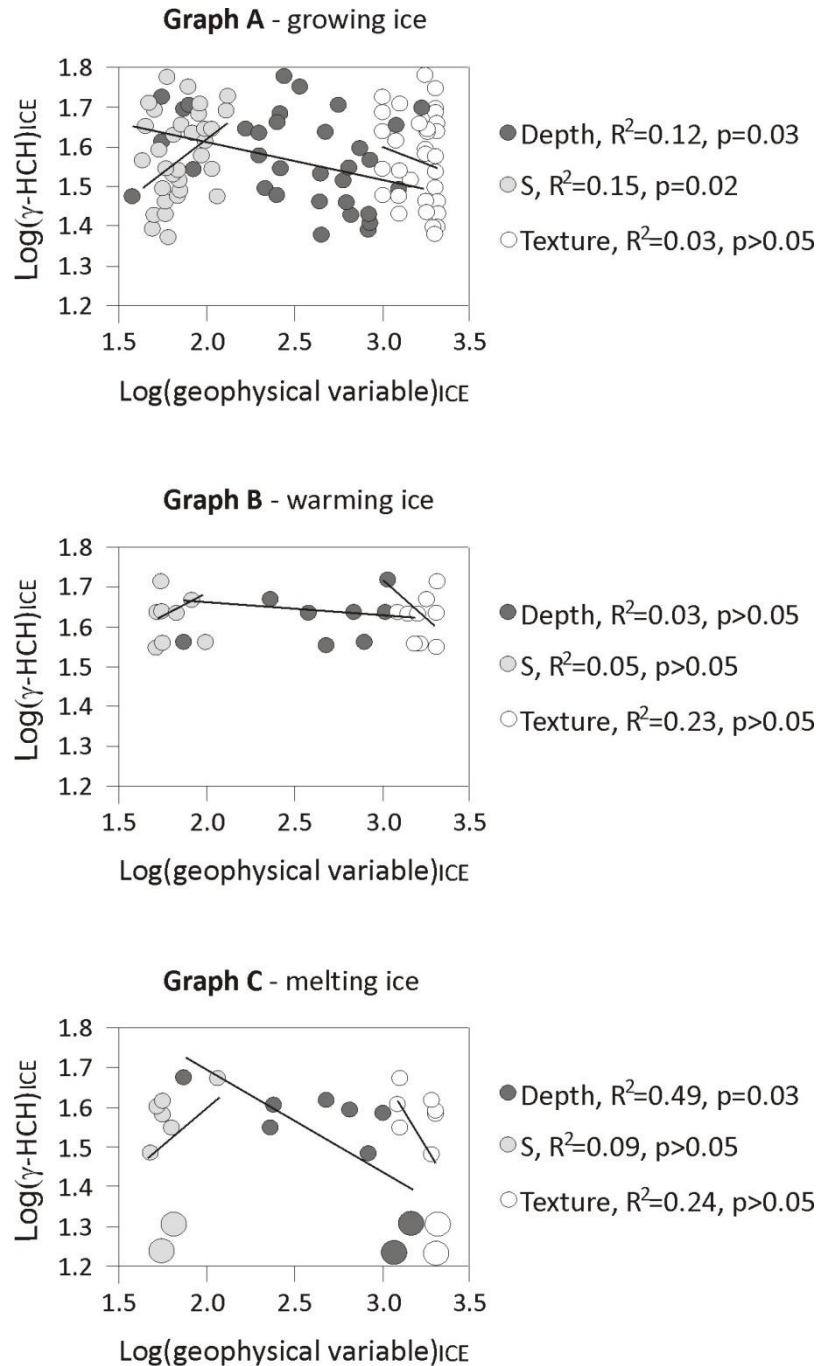 Graph A - growing ice
1.8
1.7
1.6
1.5
1.4
1.3
1.2
Log(γ-HCH)ICE
1.5 2.0 2.5 3.0 3.5
Log(geophysical variable)ICE
Depth, R²=0.12, p=0.03
S, R²=0.15, p=0.02
Texture, R²=0.03, p>0.05
Graph B - warming ice
1.8
1.7
1.6
1.5
1.4
1.3
1.2
Log(γ-HCH)ICE
1.5 2.0 2.5 3.0 3.5
Log(geophysical variable)ICE
Depth, R²=0.03, p>0.05
S, R²=0.05, p>0.05
Texture, R²=0.23, p>0.05
Graph C - melting ice
1.8
1.7
1.6
1.5
1.4
1.3
1.2
Log(γ-HCH)ICE
1.5 2.0 2.5 3.0 3.5
Log(geophysical variable)ICE
Depth, R²=0.49, p=0.03
S, R²=0.09, p>0.05
Texture, R²=0.24, p>0.05